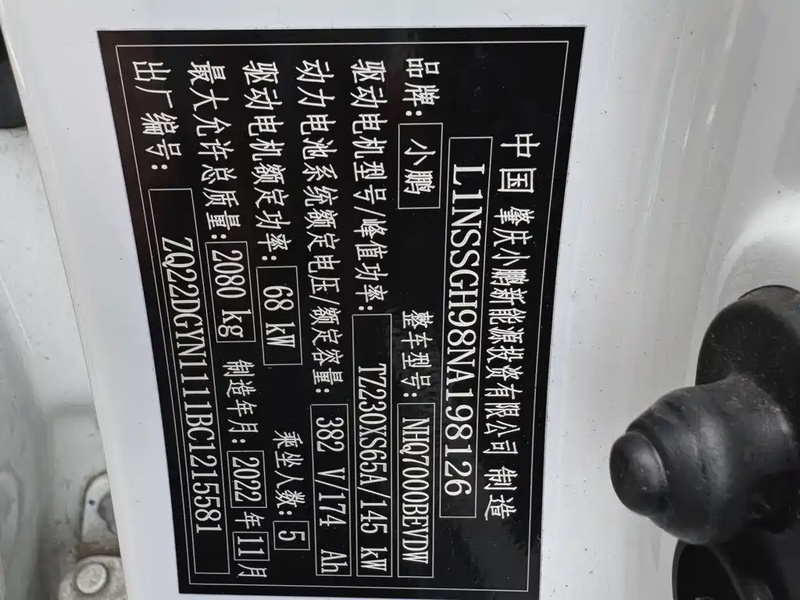 中国 肇庆小鹏新能源投资有限公司 制造
L1NSSGH98NA198126
品牌: 小鹏 整车型号: NHQ7000BEVDW
驱动电机型号/峰值功率: TZ230XS65A/145 kW
动力电池系统额定电压/额定容量: 382 V/174 Ah
驱动电机额定功率: 68 kW 乘坐人数: 5
最大允许总质量: 2080 kg 制造年月: 2022 年 11 月
出厂编号: ZQ22DGYN1111BC1215581